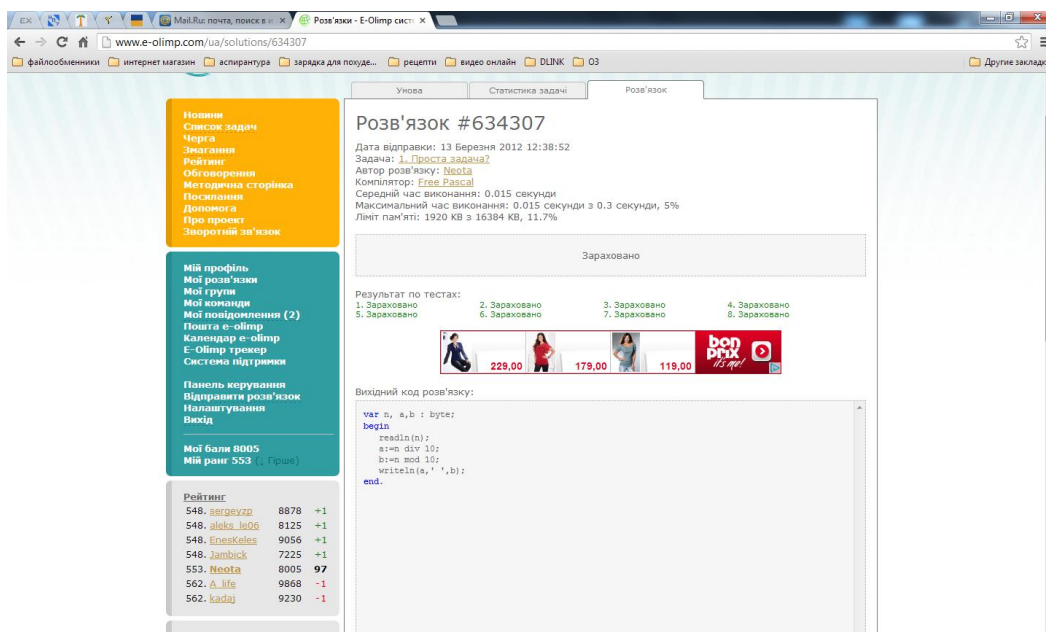 EX
Mail.Ru: почта, поиск в и
Розв'язки - E-Olimp сист
www.e-olimp.com/ua/solutions/634307
файлообменники интернет магазин аспирантура зарядка для похуде... рецепти видео онлайн DLINK ОЗ Другие заклад
Умова Статистика задачі Розв'язок
Новини
Список задач
Черга
Змагання
Рейтинг
Обговорення
Методична сторінка
Посилання
Допомога
Про проект
Зворотній зв'язок
Мій профіль
Мої розв'язки
Мої групи
Мої команди
Мої повідомлення (2)
Пошта e-olimp
Календар e-olimp
E-Olimp трекер
Система підтримки
Панель керування
Відправити розв'язок
Налаштування
Вихід
Мої бали 8005
Мій ранг 553 (↓ Гірше)
Рейтинг
548. sergeyzp 8878 +1
548. aleks_le06 8125 +1
548. EnesKeles 9056 +1
548. Jambick 7225 +1
553. Neota 8005 97
562. A_life 9868 -1
562. kadaj 9230 -1
Розв'язок #634307
Дата відправки: 13 Березня 2012 12:38:52
Задача: 1. Проста задача?
Автор розв'язку: Neota
Компілятор: Free Pascal
Середній час виконання: 0.015 секунди
Максимальний час виконання: 0.015 секунди з 0.3 секунди, 5%
Ліміт пам'яті: 1920 KB з 16384 KB, 11.7%
Зараховано
Результат по тестах:
1. Зараховано 2. Зараховано 3. Зараховано 4. Зараховано
5. Зараховано 6. Зараховано 7. Зараховано 8. Зараховано
229,00 179,00 119,00 bon prix it's me!
Вихідний код розв'язку:
var n, a,b : byte;
begin
readln(n);
a:=n div 10;
b:=n mod 10;
writeln(a,' ',b);
end.